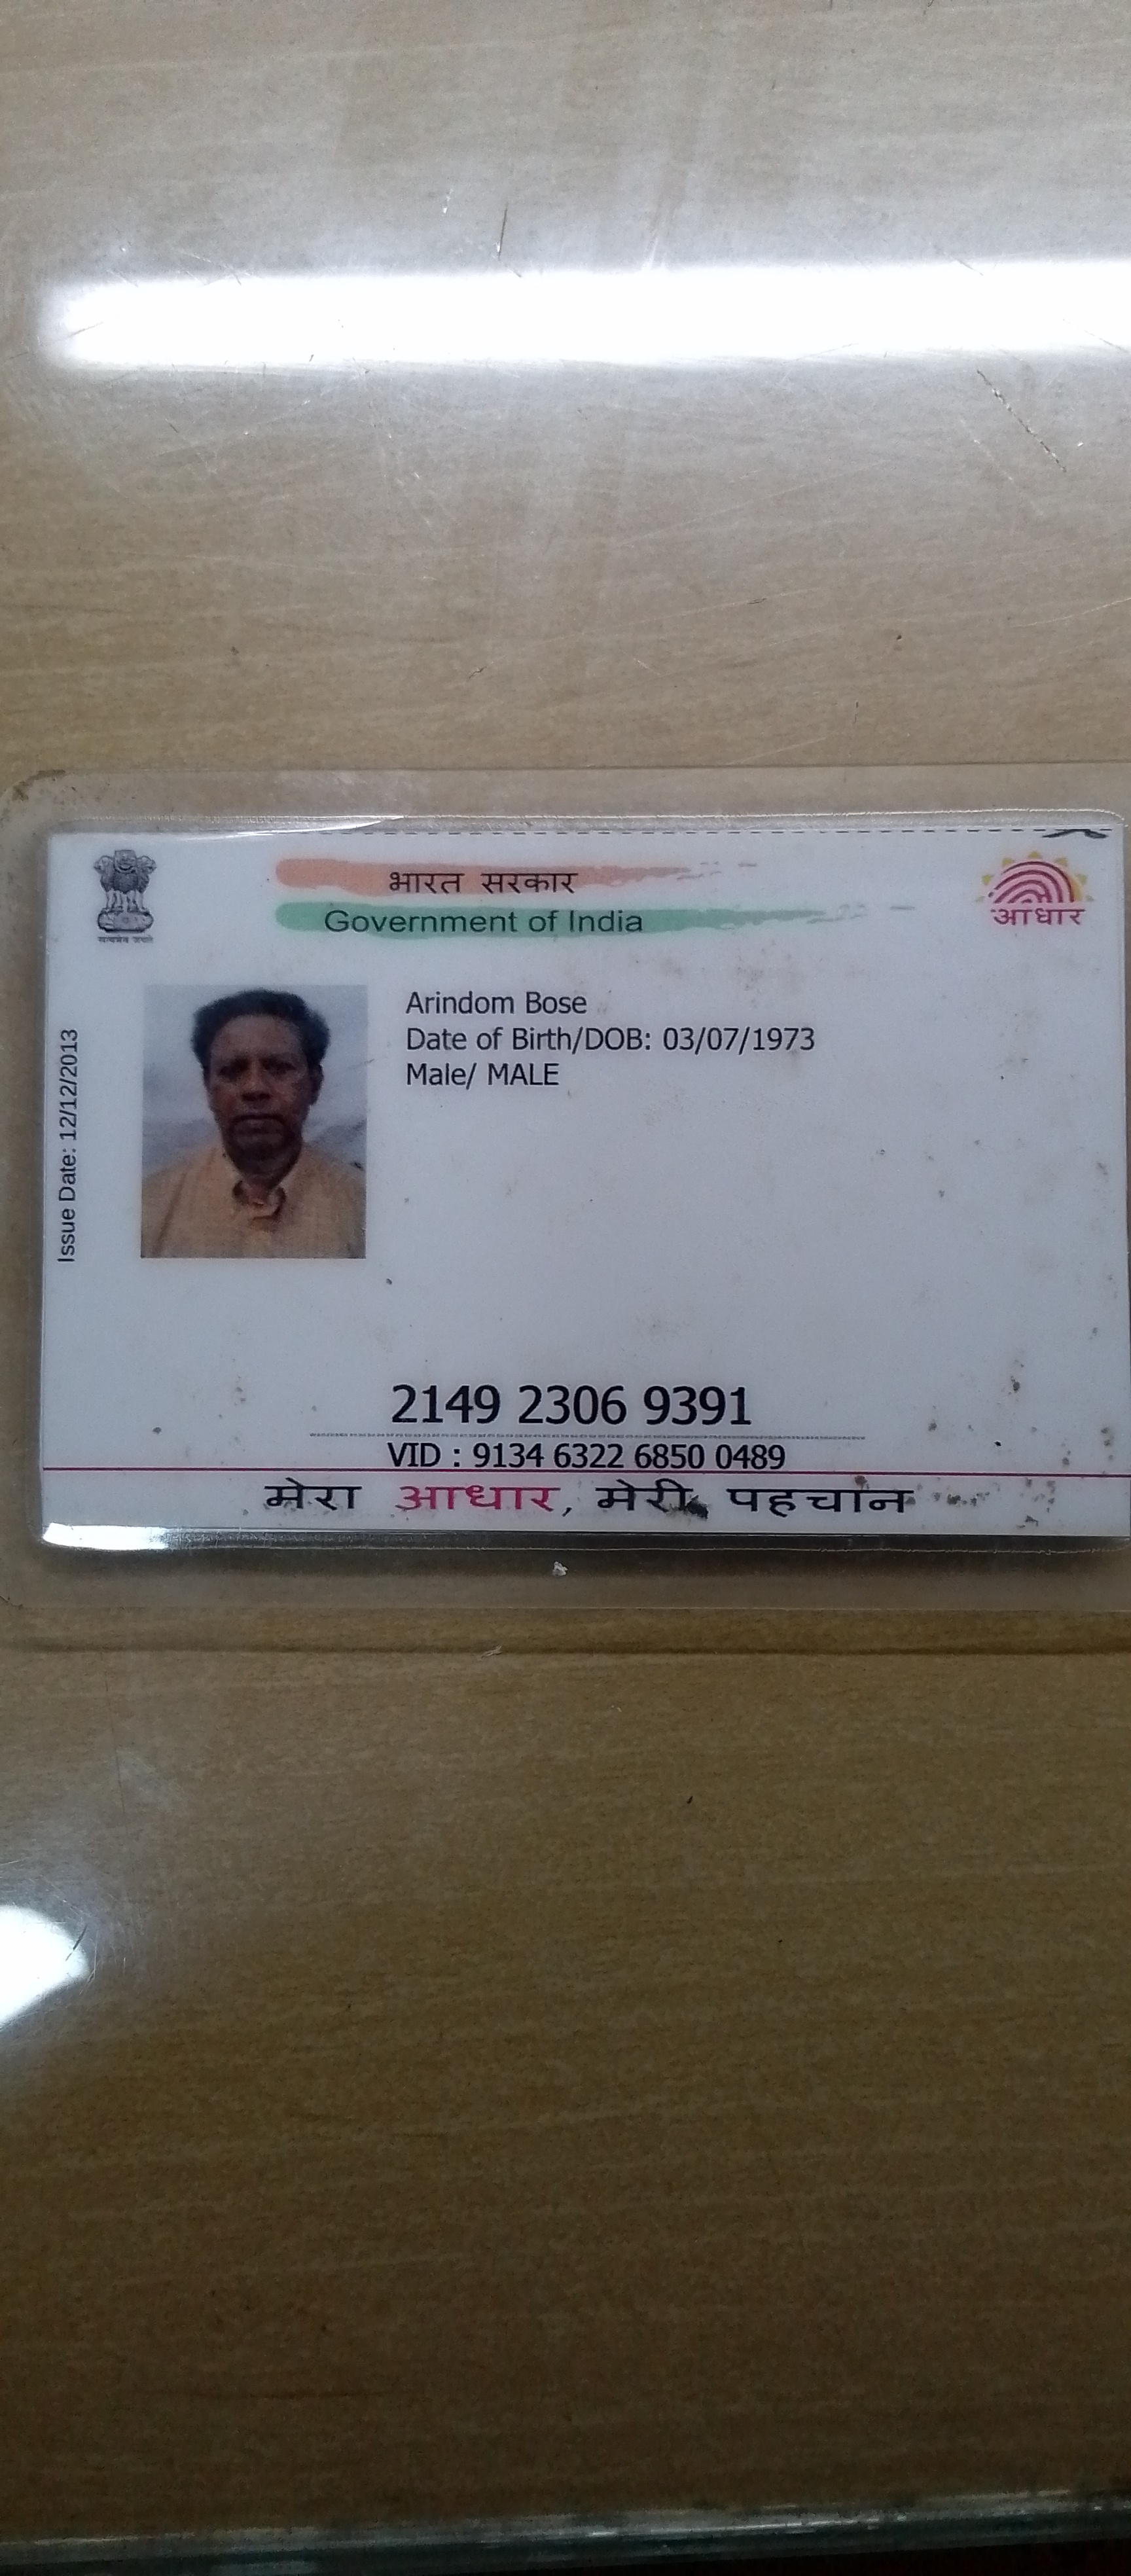 भारत सरकार
Government of India
सत्यमेव जयते
आधार
Issue Date: 12/12/2013
Arindom Bose
Date of Birth/DOB: 03/07/1973
Male/ MALE
2149 2306 9391
VID : 9134 6322 6850 0489
मेरा आधार, मेरी पहचान